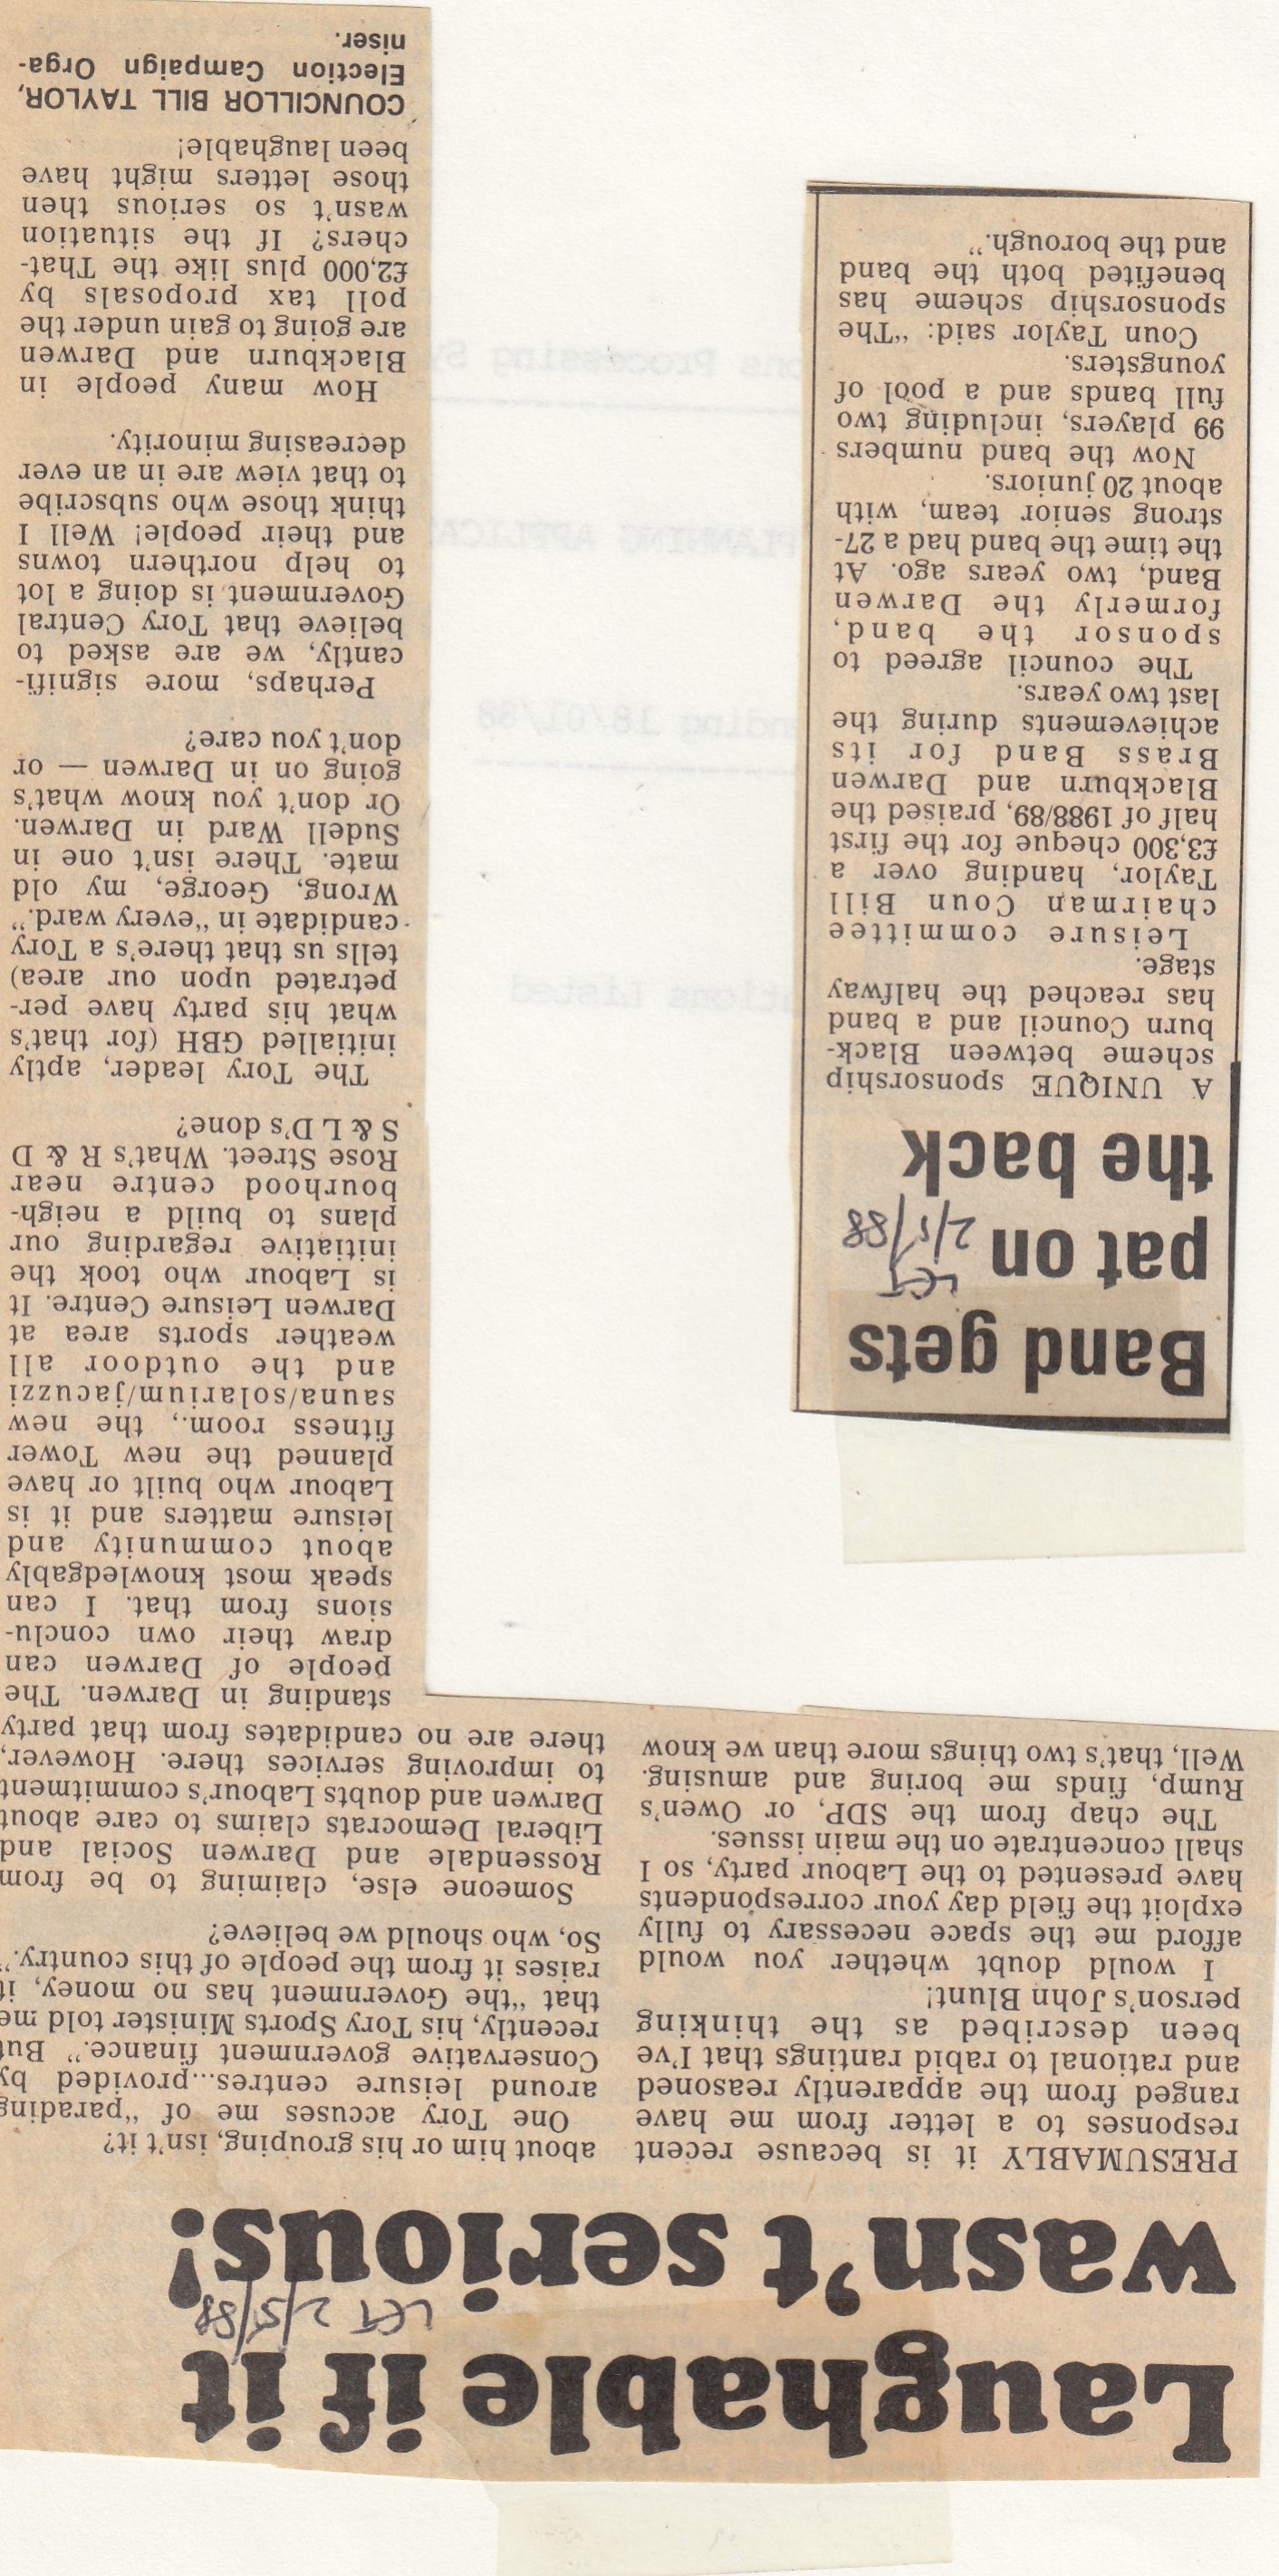 Laughable if it
wasn't serious!
LET 2/5/88
PRESUMABLY it is because recent
responses to a letter from me have
ranged from the apparently reasoned
and rational to rabid rantings that I've
been described as the thinking
person's John Blunt!
I would doubt whether you would
afford me the space necessary to fully
exploit the field day your correspondents
have presented to the Labour party, so I
shall concentrate on the main issues.
The chap from the SDP, or Owen's
Rump, finds me boring and amusing.
Well, that's two things more than we know
about him or his grouping, isn't it?
One Tory accuses me of "parading
around leisure centres...provided by
Conservative government finance." But
recently, his Tory Sports Minister told me
that "the Government has no money, it
raises it from the people of this country."
So, who should we believe?
Someone else, claiming to be from
Rossendale and Darwen Social and
Liberal Democrats claims to care about
Darwen and doubts Labour's commitment
to improving services there. However,
there are no candidates from that party
standing in Darwen. The
people of Darwen can
draw their own conclu-
sions from that. I can
speak most knowledgably
about community and
leisure matters and it is
Labour who built or have
planned the new Tower
fitness room., the new
sauna/solarium/jacuzzi
and the outdoor all
weather sports area at
Darwen Leisure Centre. It
is Labour who took the
initiative regarding our
plans to build a neigh-
bourhood centre near
Rose Street. What's R & D
S & L D's done?
The Tory leader, aptly
initialled GBH (for that's
what his party have per-
petrated upon our area)
tells us that there's a Tory
candidate in "every ward."
Wrong, George, my old
mate. There isn't one in
Sudell Ward in Darwen.
Or don't you know what's
going on in Darwen — or
don't you care?
Perhaps, more signifi-
cantly, we are asked to
believe that Tory Central
Government is doing a lot
to help northern towns
and their people! Well I
think those who subscribe
to that view are in an ever
decreasing minority.
How many people in
Blackburn and Darwen
are going to gain under the
poll tax proposals by
£2,000 plus like the That-
chers? If the situation
wasn't so serious then
those letters might have
been laughable!
COUNCILLOR BILL TAYLOR,
Election Campaign Orga-
niser.
Band gets
pat on
the back
LET
2/5/88
A UNIQUE sponsorship
scheme between Black-
burn Council and a band
has reached the halfway
stage.
Leisure committee
chairman Coun Bill
Taylor, handing over a
£3,300 cheque for the first
half of 1988/89, praised the
Blackburn and Darwen
Brass Band for its
achievements during the
last two years.
The council agreed to
sponsor the band,
formerly the Darwen
Band, two years ago. At
the time the band had a 27-
strong senior team, with
about 20 juniors.
Now the band numbers
99 players, including two
full bands and a pool of
youngsters.
Coun Taylor said: "The
sponsorship scheme has
benefited both the band
and the borough."